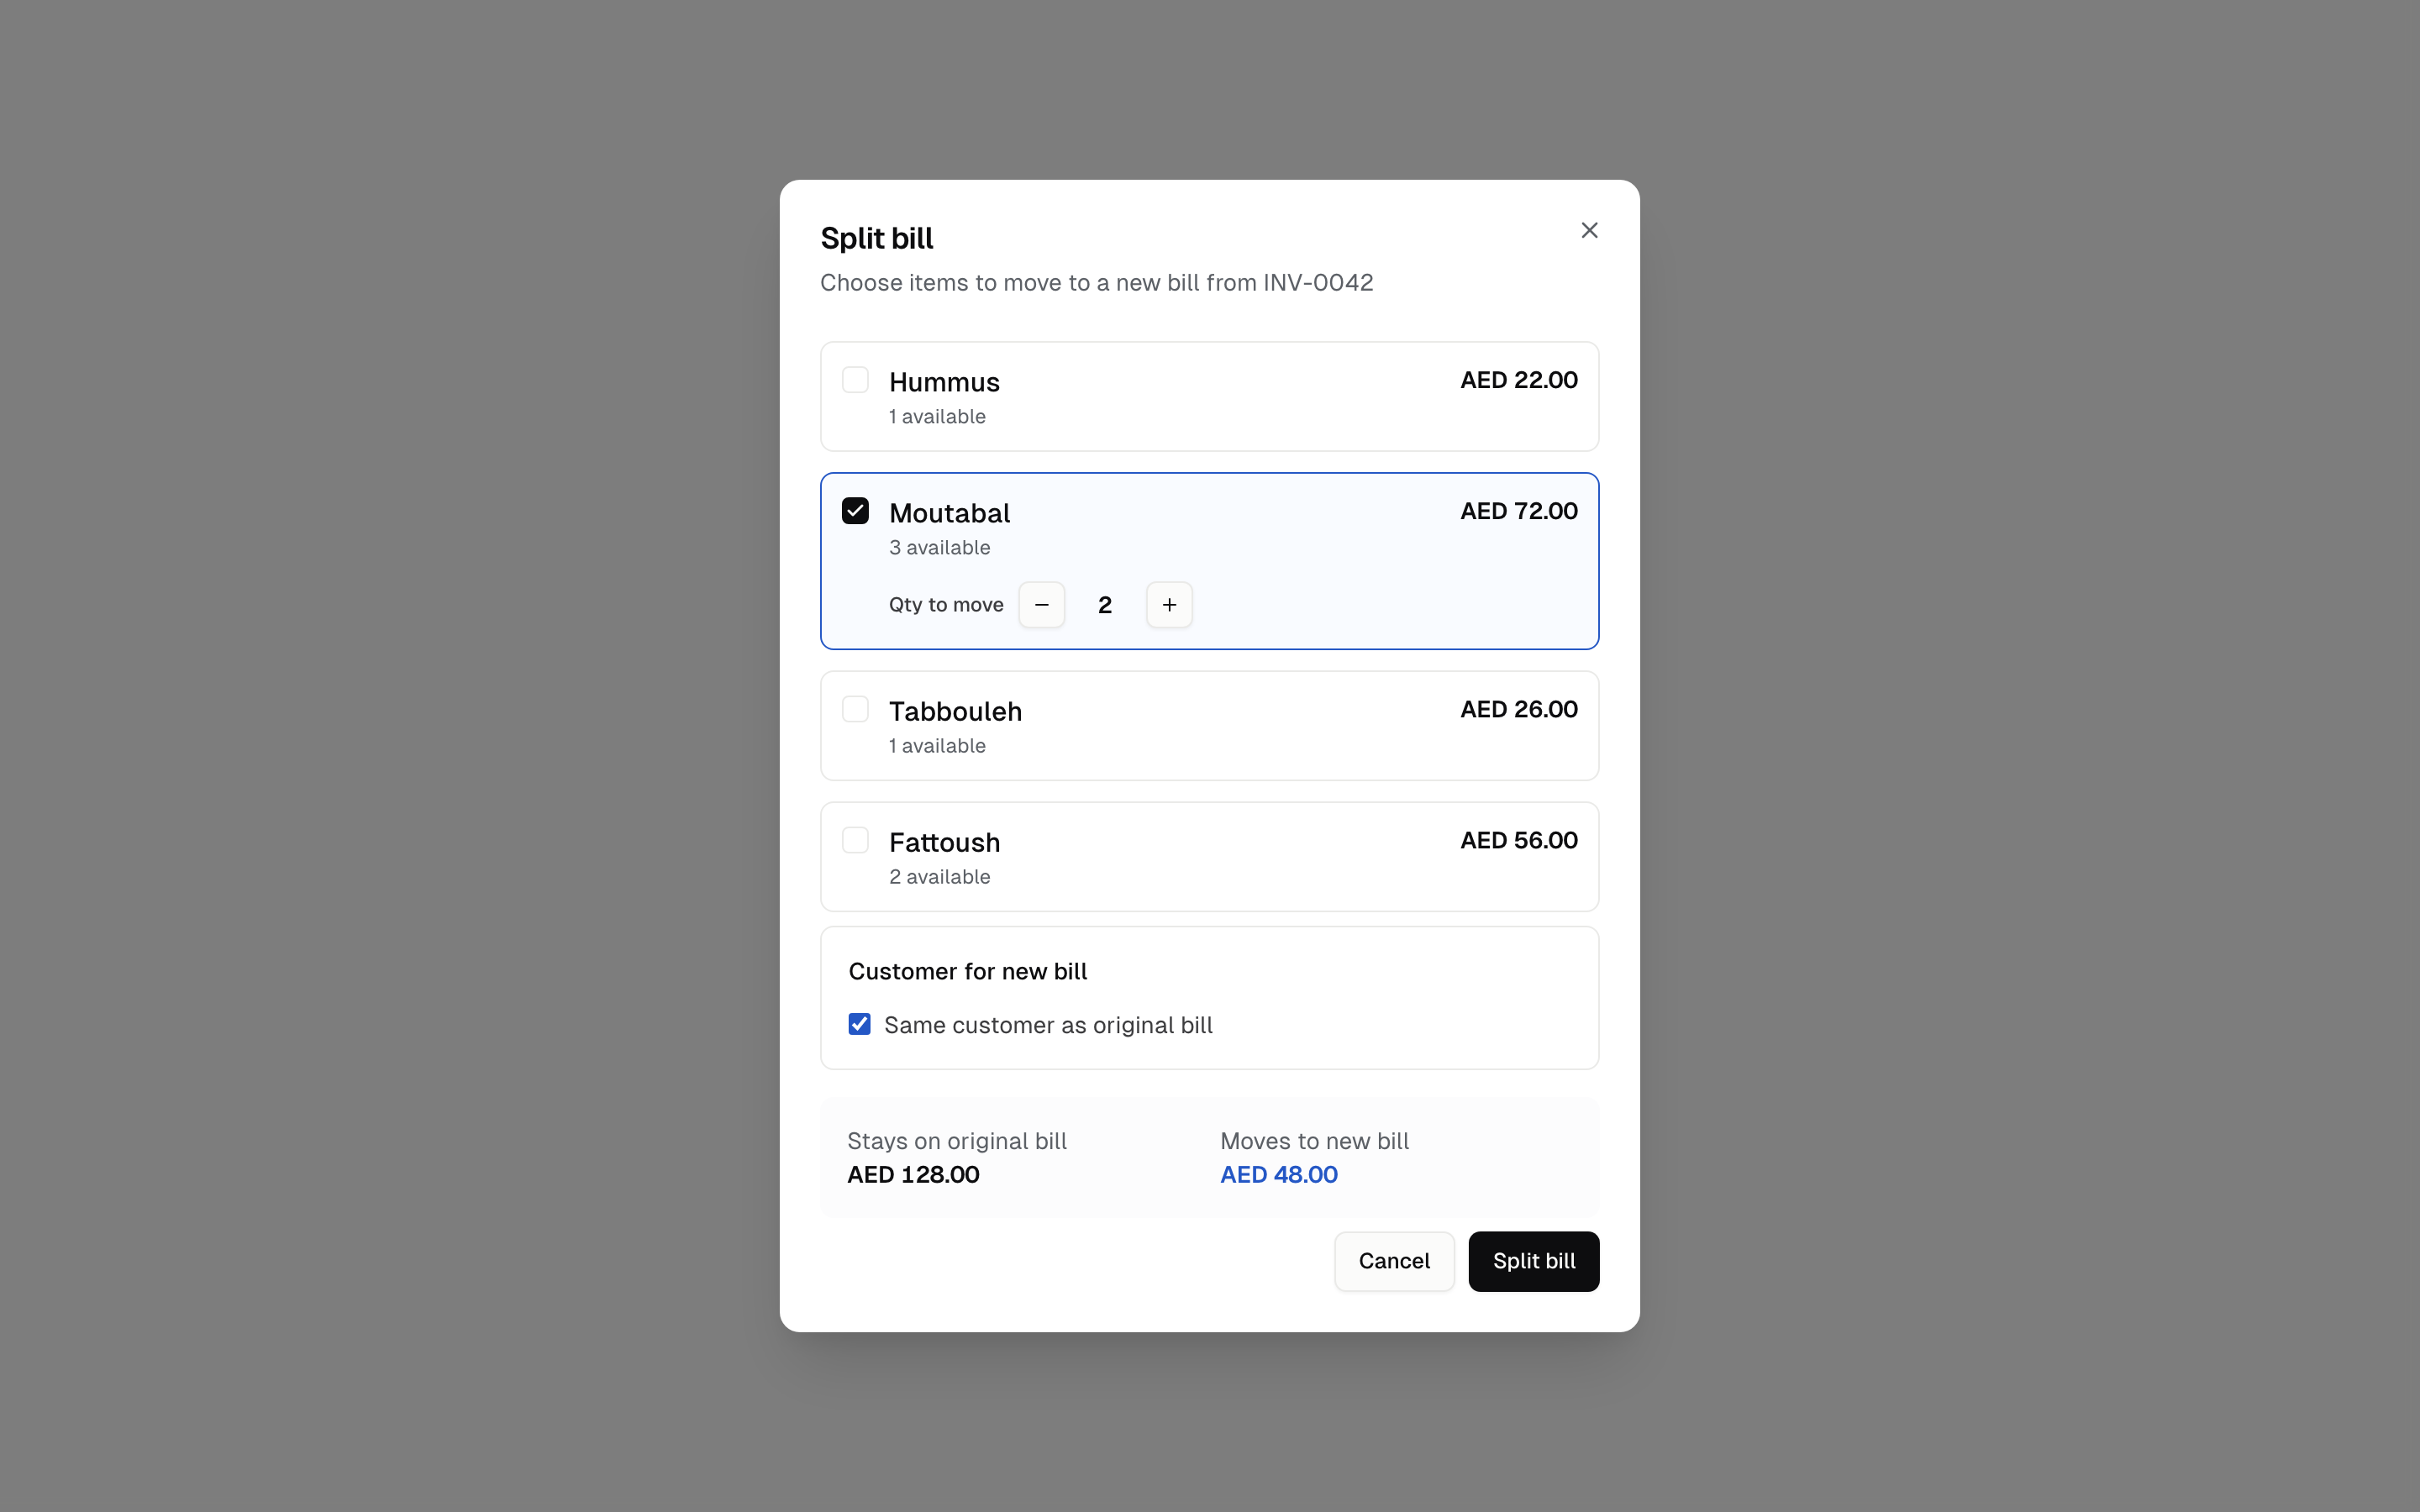 Split bill
Choose items to move to a new bill from INV-0042
Hummus
AED 22.00
1 available
Moutabal
AED 72.00
3 available
Qty to move − 2 +
Tabbouleh
AED 26.00
1 available
Fattoush
AED 56.00
2 available
Customer for new bill
Same customer as original bill
Stays on original bill
AED 128.00
Moves to new bill
AED 48.00
Cancel
Split bill